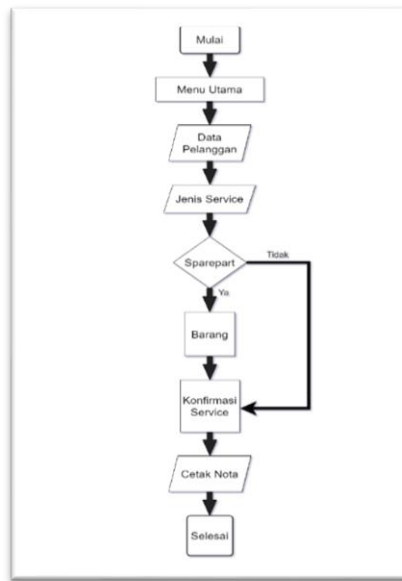 Mulai
Menu Utama
Data
Pelanggan
Jenis Service
Sparepart
Tidak
Ya
Barang
Konfirmasi
Service
Cetak Nota
Selesai